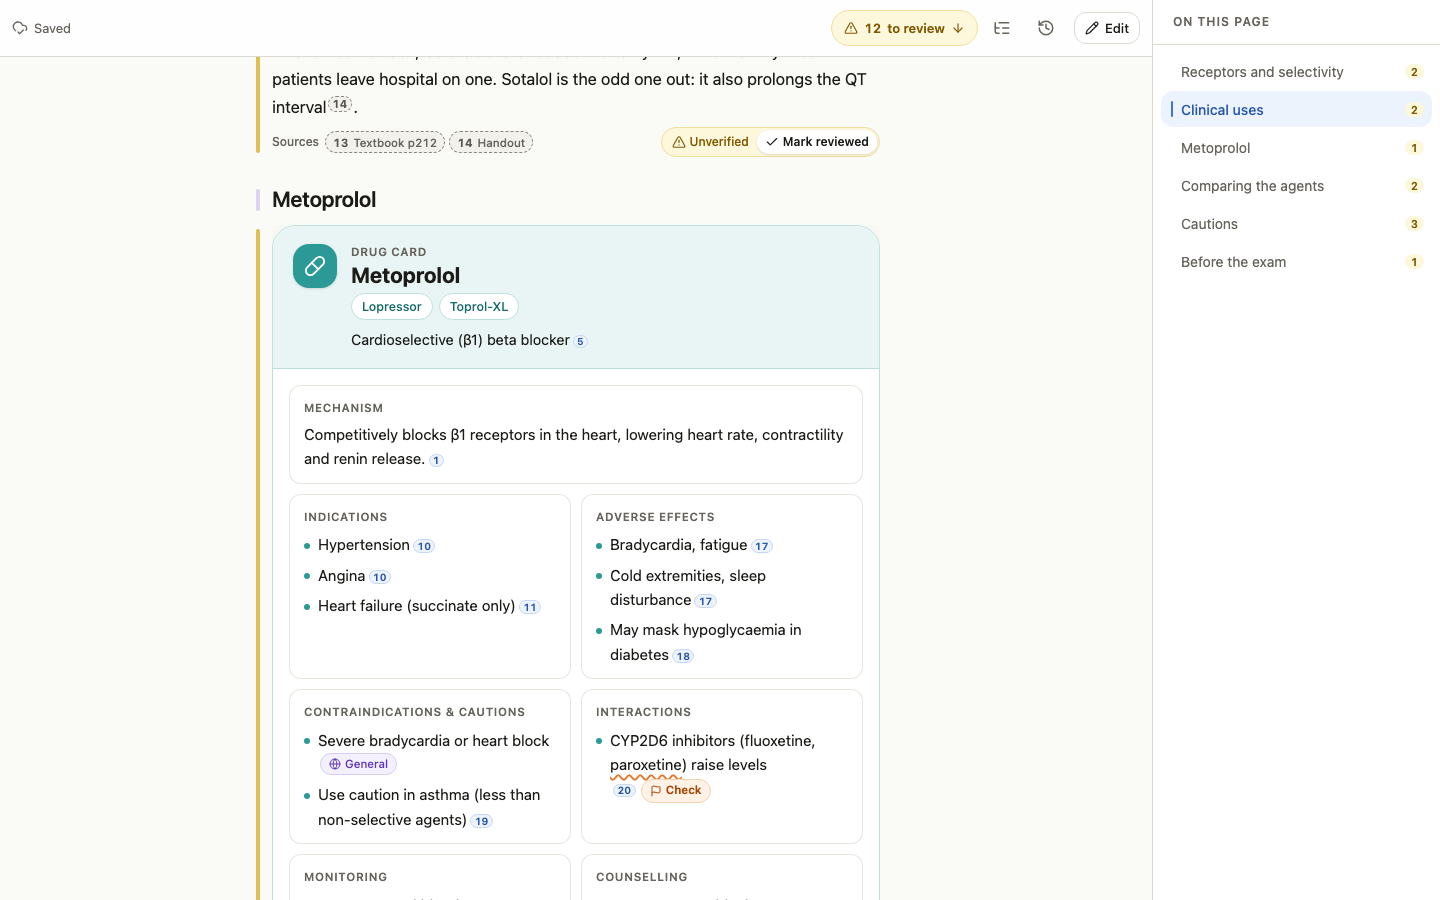 Saved
12 to review
Edit
patients leave hospital on one. Sotalol is the odd one out: it also prolongs the QT
interval 14 .
Sources 13 Textbook p212 14 Handout
Unverified Mark reviewed
Metoprolol
DRUG CARD
Metoprolol
Lopressor Toprol-XL
Cardioselective (β1) beta blocker 5
MECHANISM
Competitively blocks β1 receptors in the heart, lowering heart rate, contractility
and renin release. 1
INDICATIONS
Hypertension 10
Angina 10
Heart failure (succinate only) 11
ADVERSE EFFECTS
Bradycardia, fatigue 17
Cold extremities, sleep
disturbance 17
May mask hypoglycaemia in
diabetes 18
CONTRAINDICATIONS & CAUTIONS
Severe bradycardia or heart block
General
Use caution in asthma (less than
non-selective agents) 19
INTERACTIONS
CYP2D6 inhibitors (fluoxetine,
paroxetine) raise levels
20 Check
MONITORING
COUNSELLING
ON THIS PAGE
Receptors and selectivity 2
Clinical uses 2
Metoprolol 1
Comparing the agents 2
Cautions 3
Before the exam 1